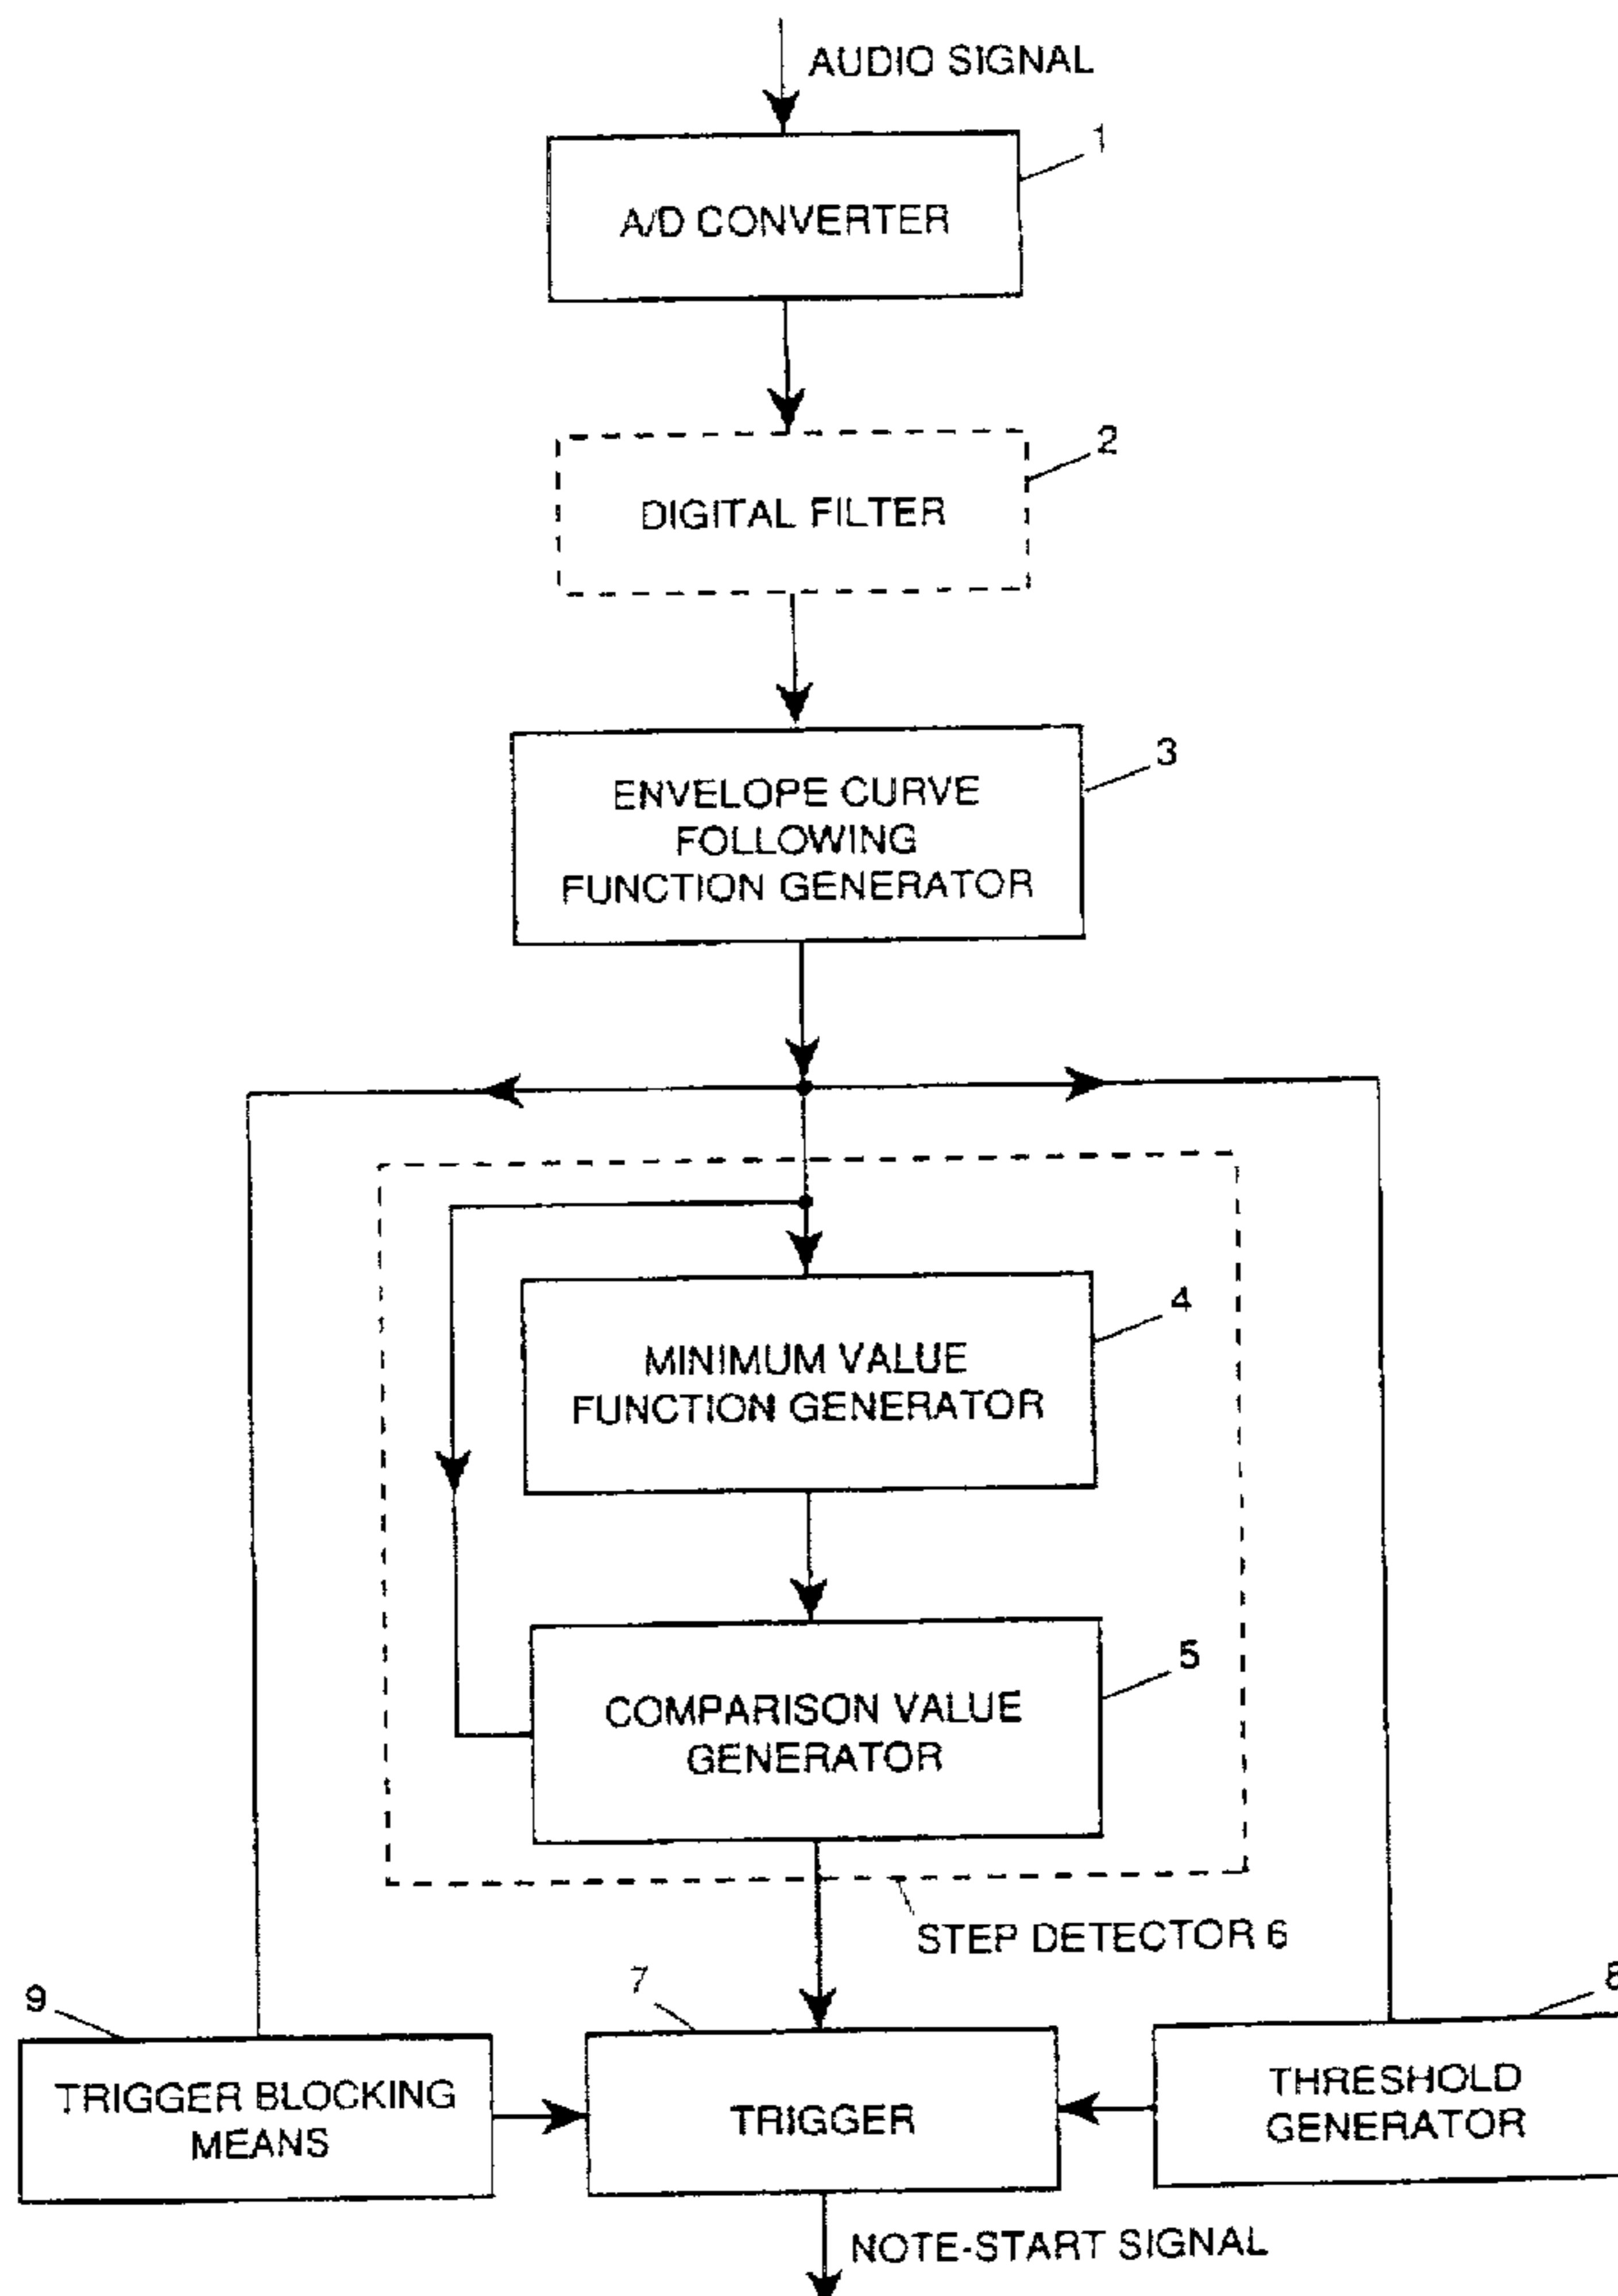 AUDIO SIGNAL
1
A/D CONVERTER
2
DIGITAL FILTER
3
ENVELOPE CURVE
FOLLOWING
FUNCTION GENERATOR
4
MINIMUM VALUE
FUNCTION GENERATOR
5
COMPARISON VALUE
GENERATOR
STEP DETECTOR 6
9
7
8
TRIGGER BLOCKING
MEANS
TRIGGER
THRESHOLD
GENERATOR
NOTE-START SIGNAL